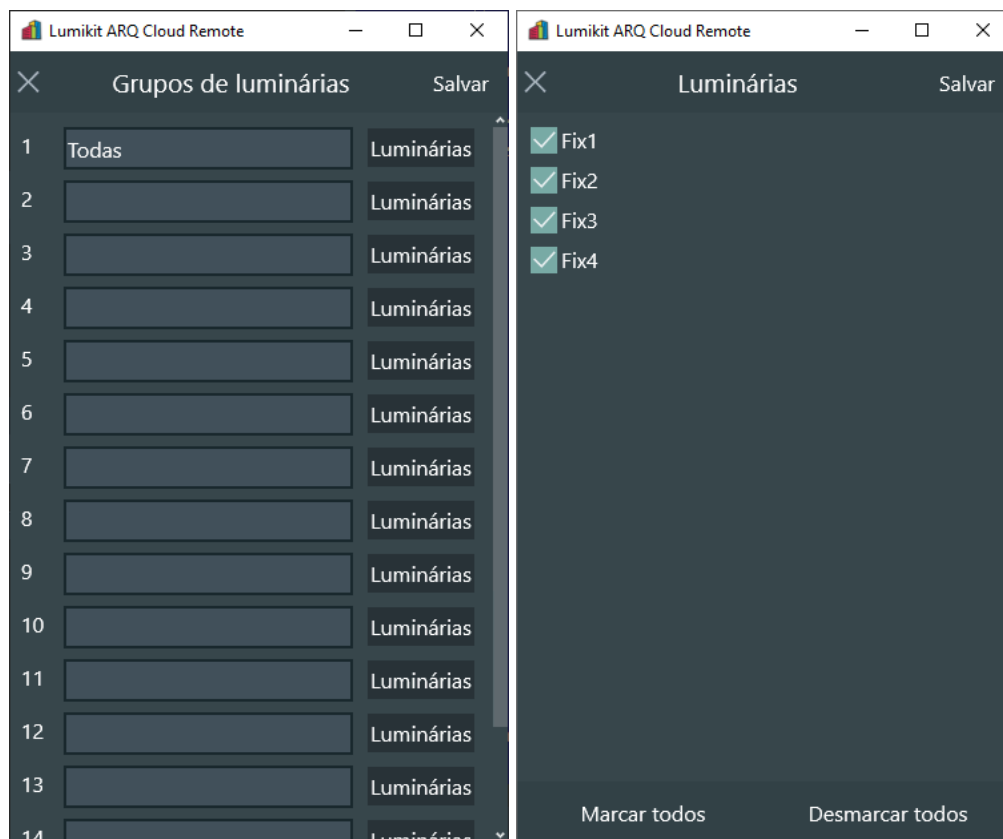 Lumikit ARQ Cloud Remote
Grupos de luminárias Salvar
1 Todas Luminárias
2 Luminárias
3 Luminárias
4 Luminárias
5 Luminárias
6 Luminárias
7 Luminárias
8 Luminárias
9 Luminárias
10 Luminárias
11 Luminárias
12 Luminárias
13 Luminárias
14 Luminárias
Lumikit ARQ Cloud Remote
Luminárias Salvar
Fix1
Fix2
Fix3
Fix4
Marcar todos Desmarcar todos